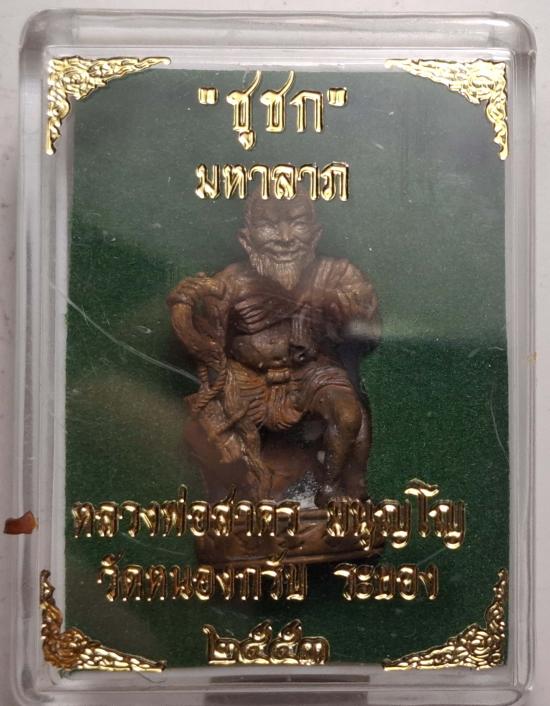 "ชูชก"
มหาลาภ
หลวงพ่อสาคร มนุญโญ
วัดหนองกรับ ระยอง
๒๕๕๓